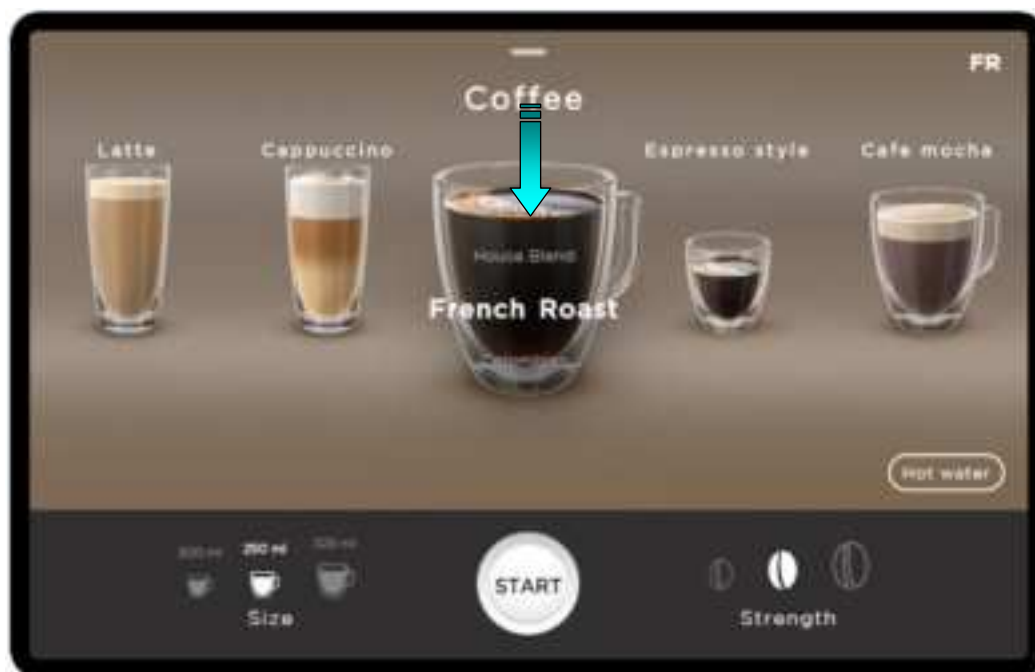 FR
Coffee
Latte
Cappuccino
Espresso style
Cafe mocha
House Blend
French Roast
Hot water
250 ml
Size
START
Strength